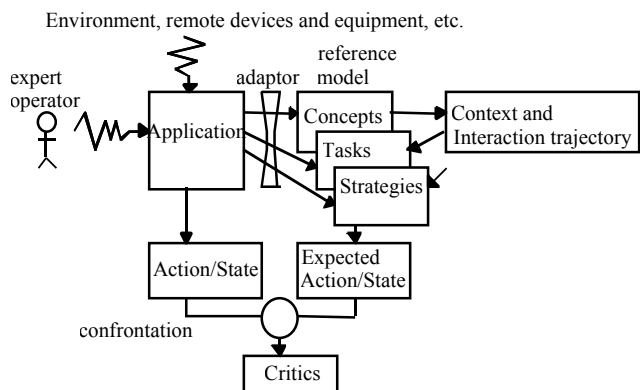 Environment, remote devices and equipment, etc.
expert
operator
adaptor
reference
model
Application
Concepts
Tasks
Strategies
Context and
Interaction trajectory
Action/State
Expected
Action/State
confrontation
Critics